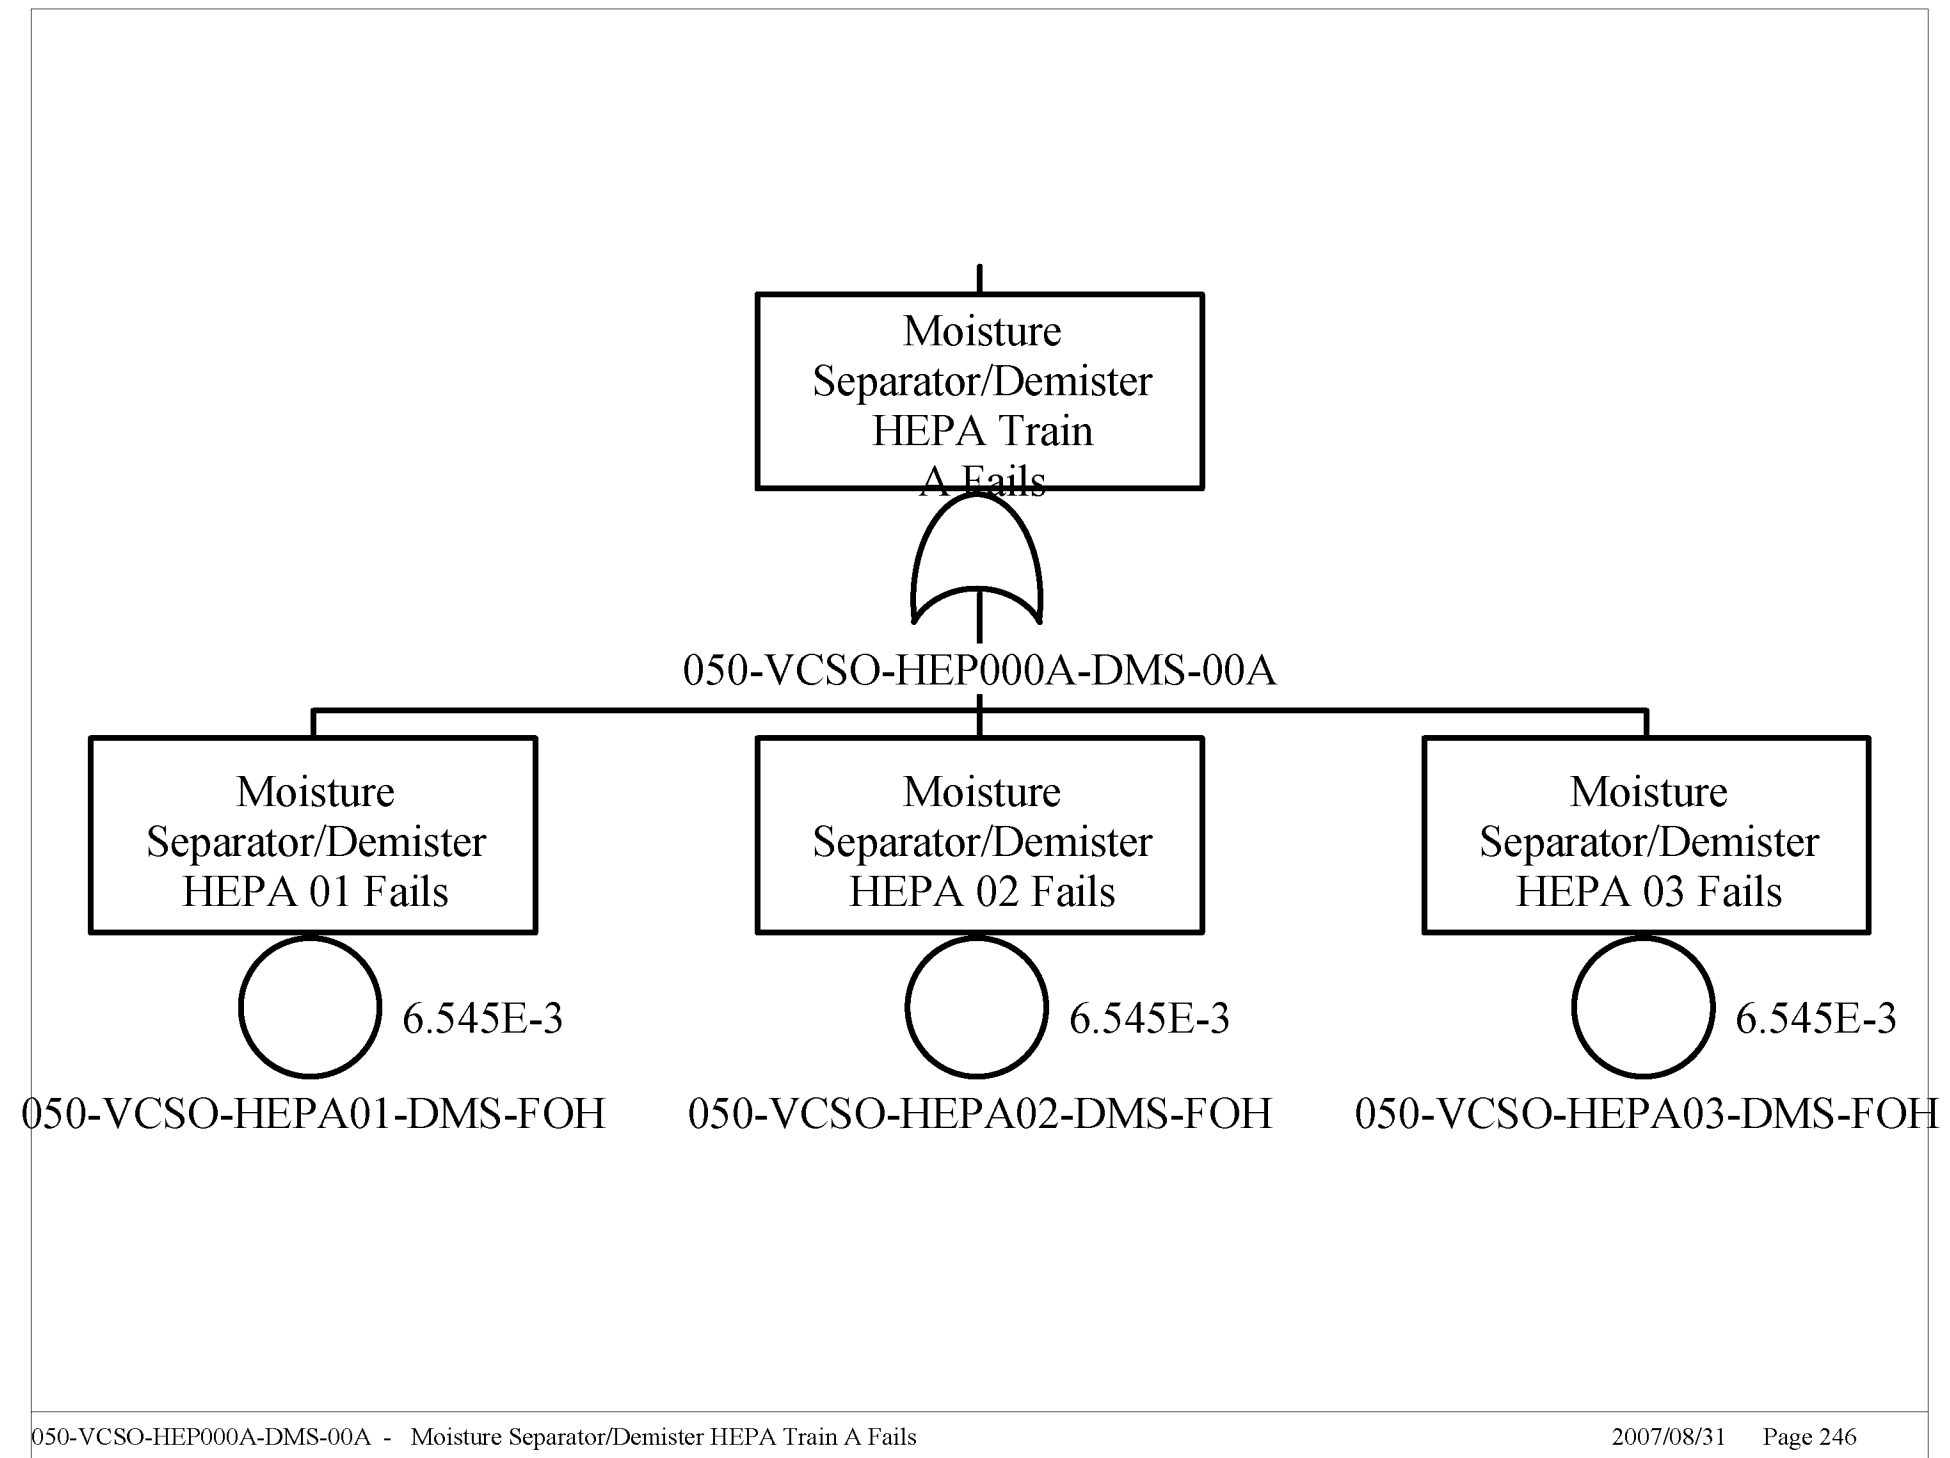 Moisture
Separator/Demister
HEPA Train
A Fails
050-VCSO-HEP000A-DMS-00A
Moisture
Separator/Demister
HEPA 01 Fails
6.545E-3
050-VCSO-HEPA01-DMS-FOH
Moisture
Separator/Demister
HEPA 02 Fails
6.545E-3
050-VCSO-HEPA02-DMS-FOH
Moisture
Separator/Demister
HEPA 03 Fails
6.545E-3
050-VCSO-HEPA03-DMS-FOH
050-VCSO-HEP000A-DMS-00A - Moisture Separator/Demister HEPA Train A Fails 2007/08/31 Page 246